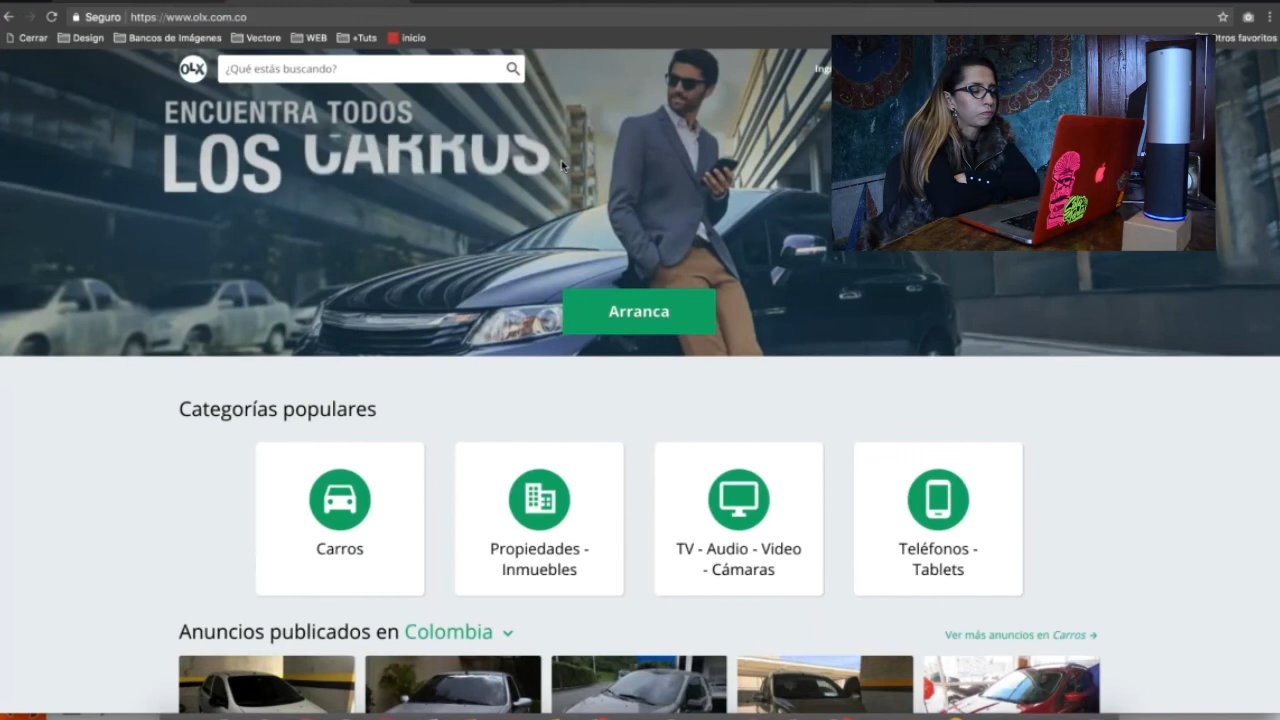 Seguro https://www.olx.com.co
Cerrar Design Bancos de Imágenes Vectore WEB +Tuts inicio Otros favoritos
OLX ¿Qué estás buscando?
ENCUENTRA TODOS
LOS CARROS
Arranca
Categorías populares
Carros
Propiedades -
Inmuebles
TV - Audio - Video
- Cámaras
Teléfonos -
Tablets
Anuncios publicados en Colombia
Ver más anuncios en Carros →